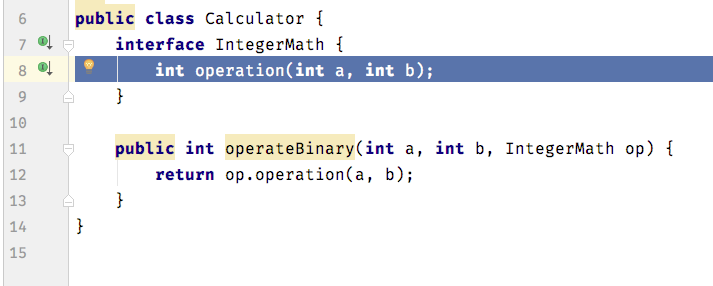 6 public class Calculator {
7 interface IntegerMath {
8 int operation(int a, int b);
9 }
10
11 public int operateBinary(int a, int b, IntegerMath op) {
12 return op.operation(a, b);
13 }
14 }
15